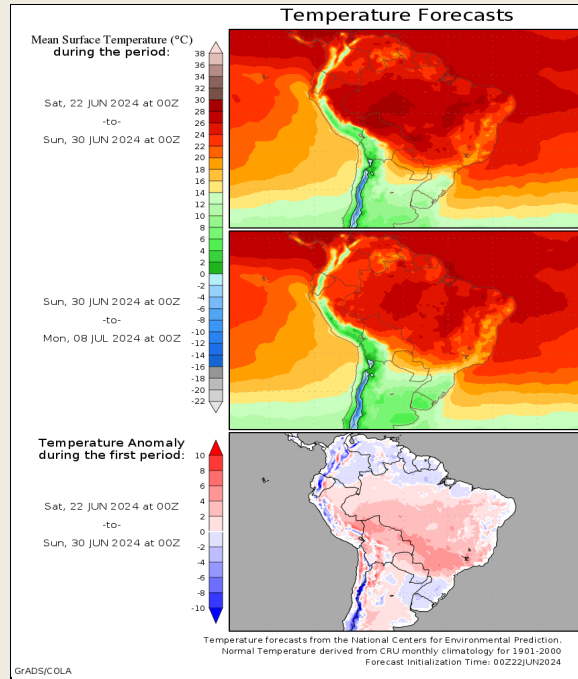 Temperature Forecasts
Mean Surface Temperature (°C)
during the period:
38
36
34
32
30
28
26
24
22
20
18
16
14
12
10
8
6
4
2
0
-2
-4
-6
-8
-10
-12
-14
-16
-18
-20
-22
Sat, 22 JUN 2024 at 00Z
-to-
Sun, 30 JUN 2024 at 00Z
Sun, 30 JUN 2024 at 00Z
-to-
Mon, 08 JUL 2024 at 00Z
Temperature Anomaly
during the first period:
10
8
6
4
2
0
-2
-4
-6
-8
-10
Sat, 22 JUN 2024 at 00Z
-to-
Sun, 30 JUN 2024 at 00Z
Temperature forecasts from the National Centers for Environmental Prediction.
Normal Temperature derived from CRU monthly climatology for 1901-2000
Forecast Initialization Time: 00Z22JUN2024
GrADS/COLA